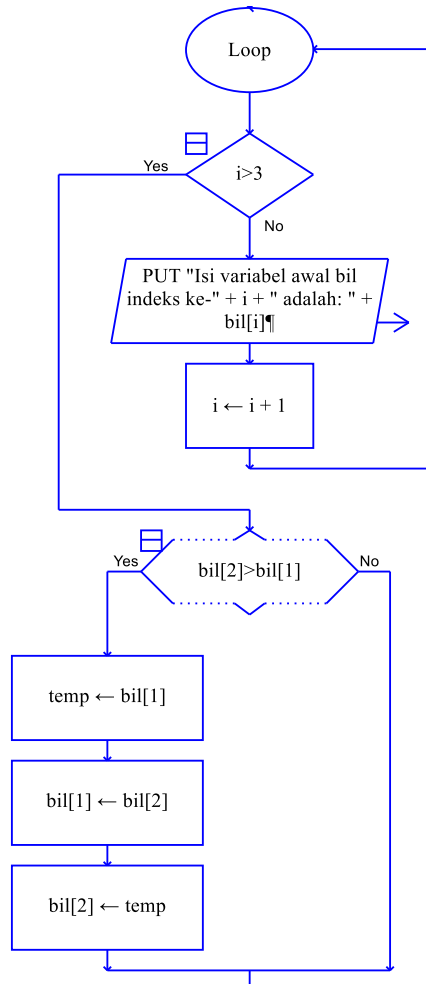 Loop
Yes
i>3
No
PUT "Isi variabel awal bil
indeks ke-" + i + " adalah: " +
bil[i]¶
i ← i + 1
Yes
bil[2]>bil[1]
No
temp ← bil[1]
bil[1] ← bil[2]
bil[2] ← temp